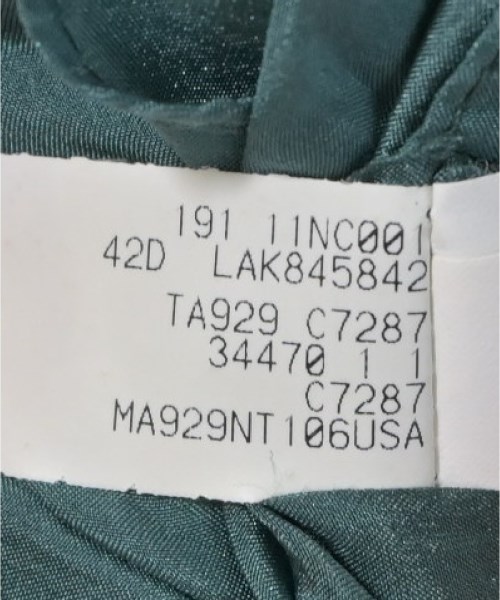 191 11NC001
42D LAK845842
TA929 C7287
34470 1 1
C7287
MA929NT106USA